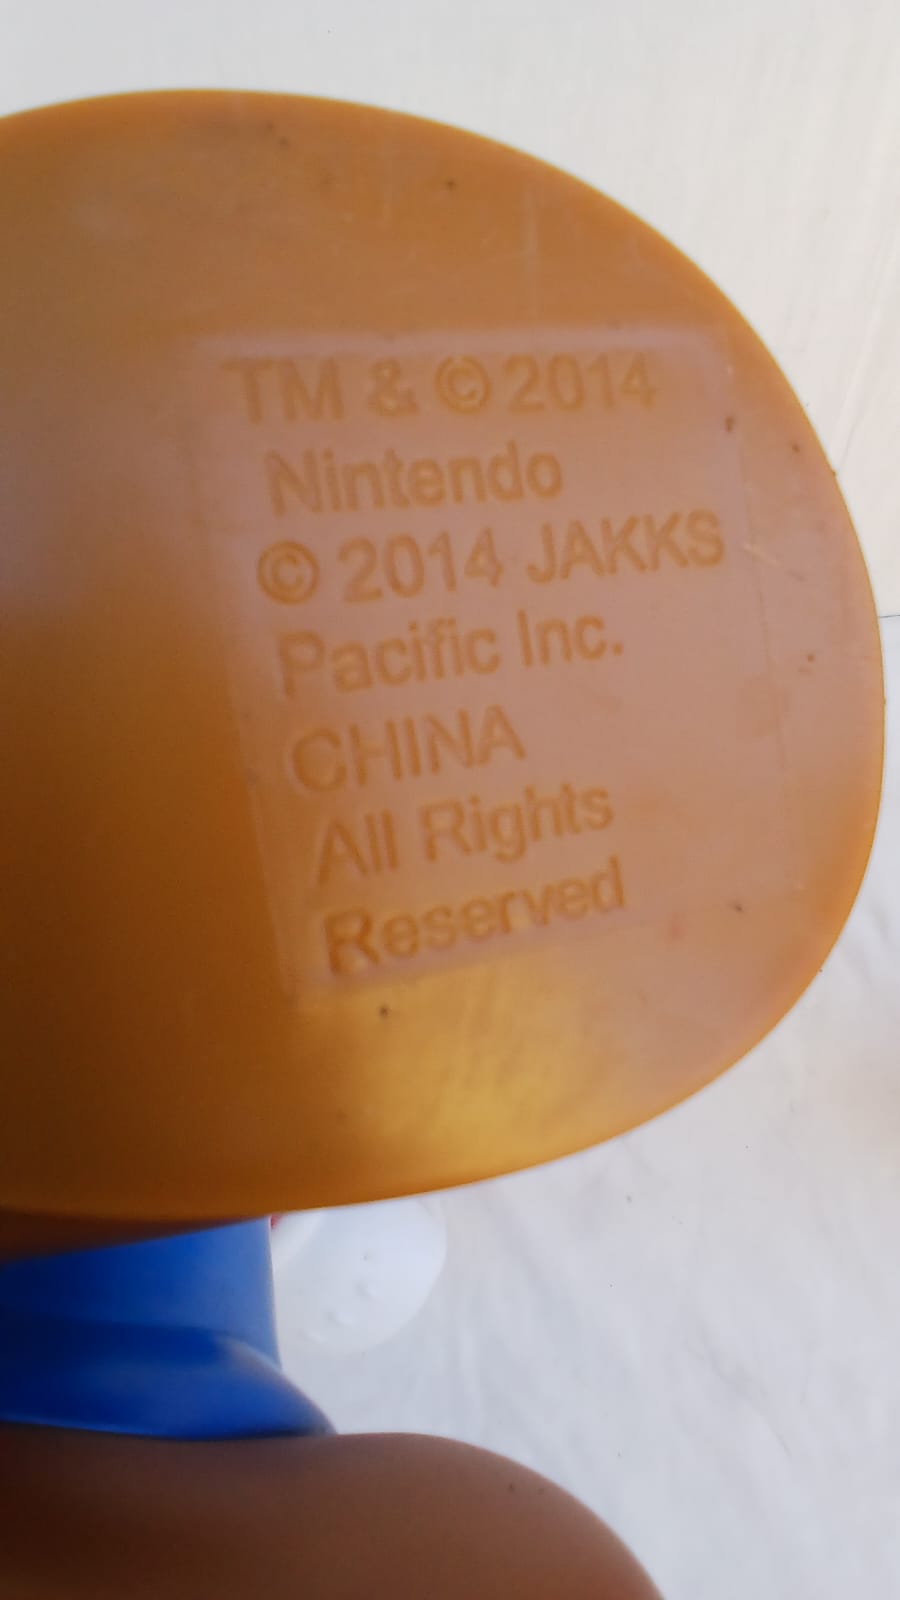 TM & © 2014
Nintendo
© 2014 JAKKS
Pacific Inc.
CHINA
All Rights
Reserved